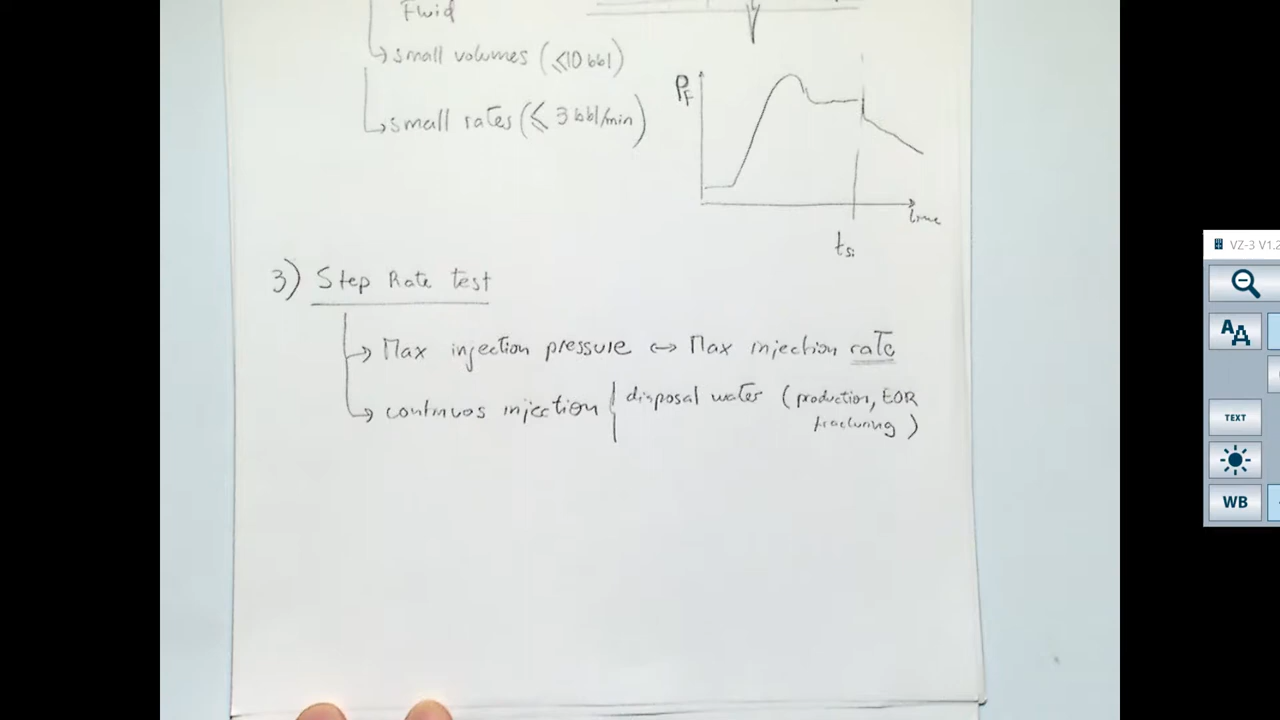 Fluid
small volumes (≤10 bbl)
small rates (≤ 3 bbl/min)
PF
time
ts:
3) Step Rate test
Max injection pressure ↔ Max injection rate
continuos injection { disposal water (production, EOR
fracturing)
VZ-3 V1.2
AA
TEXT
WB